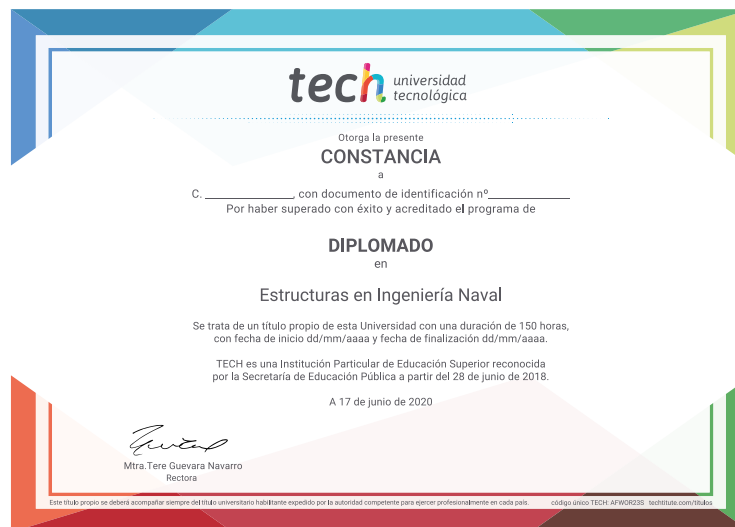 tech universidad
tecnológica
Otorga la presente
CONSTANCIA
a
C. ________________, con documento de identificación nº______________
Por haber superado con éxito y acreditado el programa de
DIPLOMADO
en
Estructuras en Ingeniería Naval
Se trata de un título propio de esta Universidad con una duración de 150 horas,
con fecha de inicio dd/mm/aaaa y fecha de finalización dd/mm/aaaa.
TECH es una Institución Particular de Educación Superior reconocida
por la Secretaría de Educación Pública a partir del 28 de junio de 2018.
A 17 de junio de 2020
Mtra.Tere Guevara Navarro
Rectora
Este título propio se deberá acompañar siempre del título universitario habilitante expedido por la autoridad competente para ejercer profesionalmente en cada país. código único TECH: AFWOR23S techtitute.com/titulos